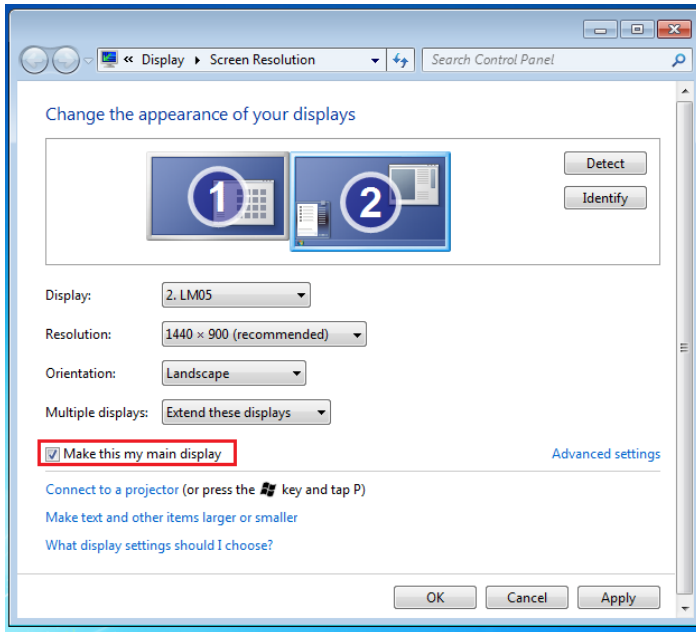 « Display ▸ Screen Resolution
Search Control Panel
Change the appearance of your displays
1
2
Detect
Identify
Display: 2. LM05
Resolution: 1440 × 900 (recommended)
Orientation: Landscape
Multiple displays: Extend these displays
Make this my main display
Advanced settings
Connect to a projector (or press the key and tap P)
Make text and other items larger or smaller
What display settings should I choose?
OK Cancel Apply